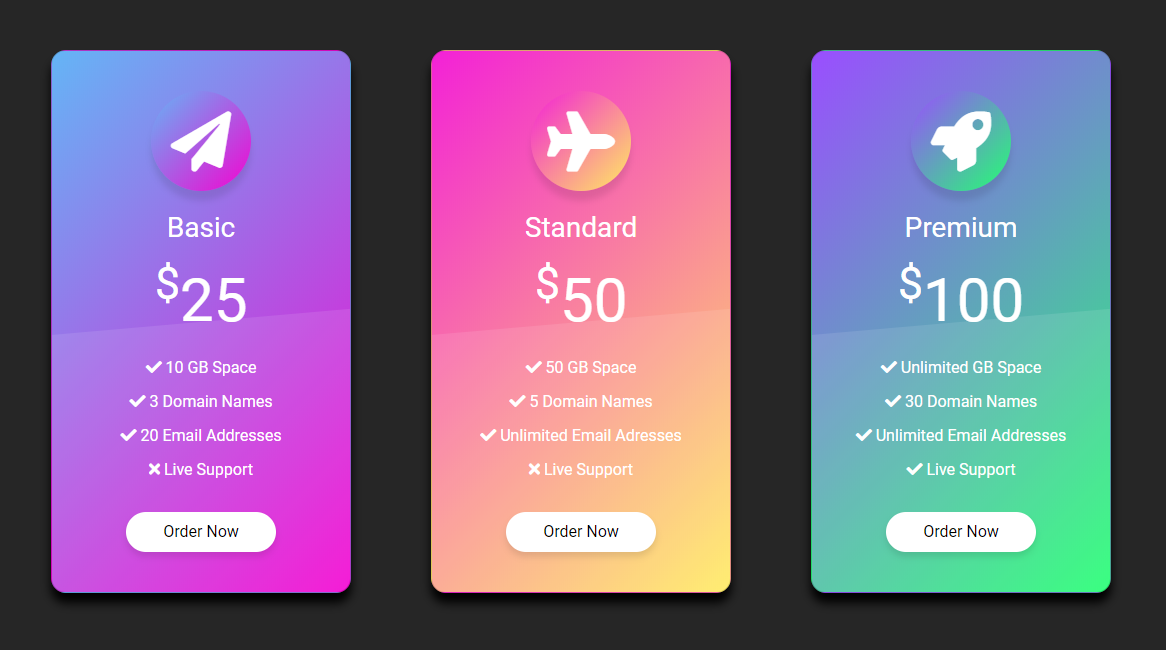 Basic
$25
10 GB Space
3 Domain Names
20 Email Addresses
Live Support
Order Now
Standard
$50
50 GB Space
5 Domain Names
Unlimited Email Adresses
Live Support
Order Now
Premium
$100
Unlimited GB Space
30 Domain Names
Unlimited Email Addresses
Live Support
Order Now